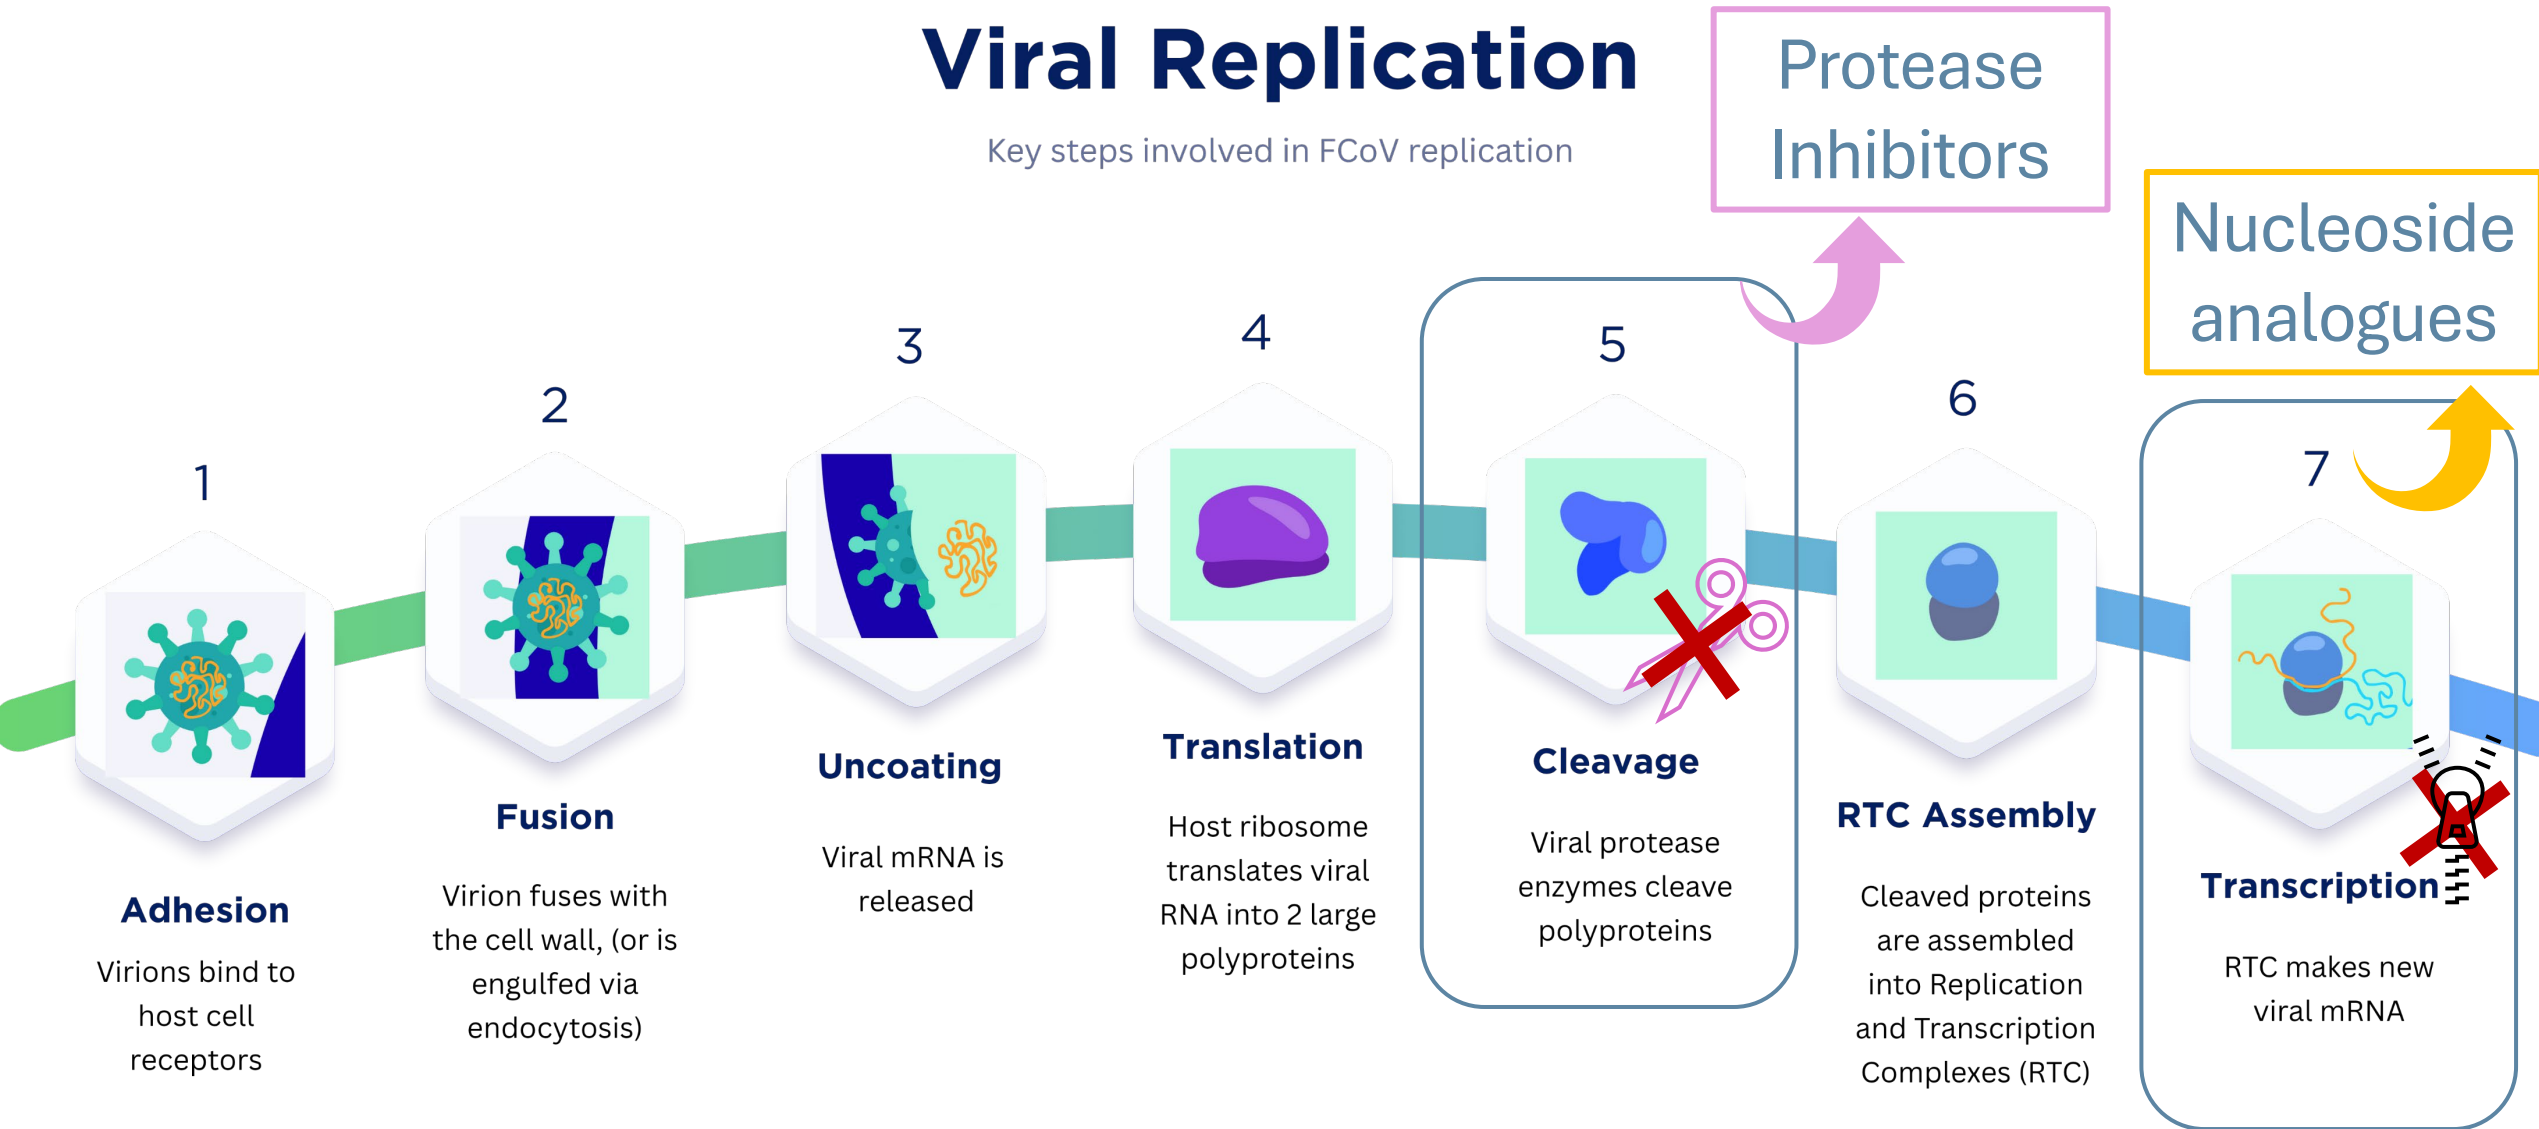 Viral Replication
Key steps involved in FCoV replication
Protease
Inhibitors
Nucleoside
analogues
1
Adhesion
Virions bind to
host cell
receptors
2
Fusion
Virion fuses with
the cell wall, (or is
engulfed via
endocytosis)
3
Uncoating
Viral mRNA is
released
4
Translation
Host ribosome
translates viral
RNA into 2 large
polyproteins
5
Cleavage
Viral protease
enzymes cleave
polyproteins
6
RTC Assembly
Cleaved proteins
are assembled
into Replication
and Transcription
Complexes (RTC)
7
Transcription
RTC makes new
viral mRNA